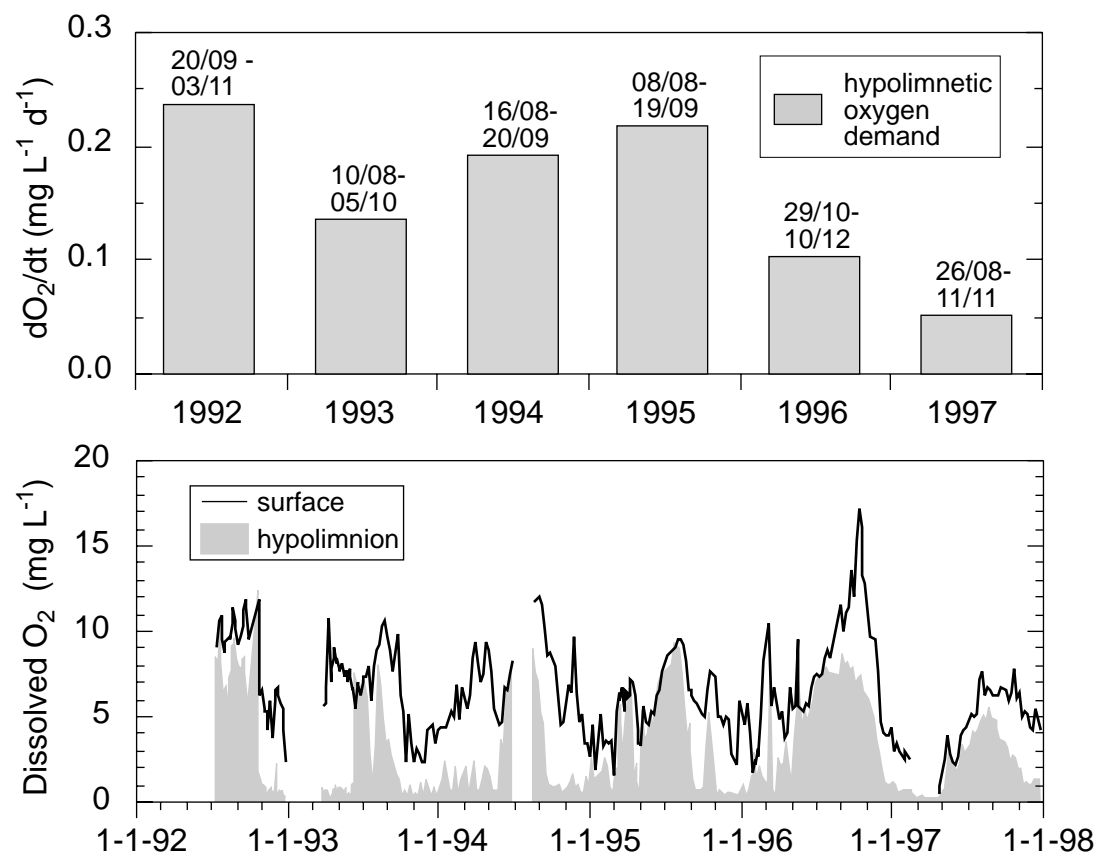 0.3
0.2
0.1
0.0
dO2/dt (mg L-1 d-1)
20/09 -
03/11
10/08-
05/10
16/08-
20/09
08/08-
19/09
29/10-
10/12
26/08-
11/11
hypolimnetic
oxygen
demand
1992 1993 1994 1995 1996 1997
20
15
10
5
0
Dissolved O2 (mg L-1)
surface
hypolimnion
1-1-92 1-1-93 1-1-94 1-1-95 1-1-96 1-1-97 1-1-98